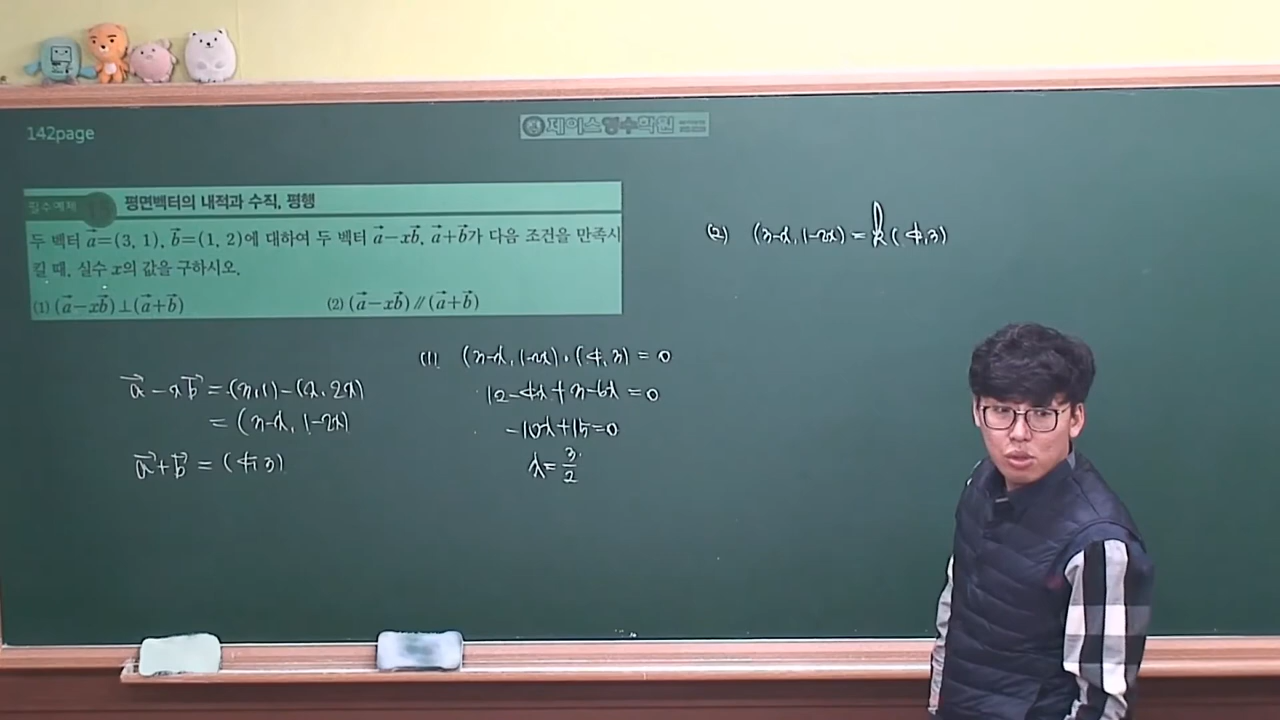 142page
제이스영수학원
필수예제 평면벡터의 내적과 수직, 평행
두 벡터 a⃗=(3, 1), b⃗=(1, 2)에 대하여 두 벡터 a⃗−xb⃗, a⃗+b⃗가 다음 조건을 만족시
킬 때, 실수 x의 값을 구하시오.
(1) (a⃗−xb⃗)⊥(a⃗+b⃗) (2) (a⃗−xb⃗)∥(a⃗+b⃗)
a⃗−xb⃗ = (3,1)−(x, 2x)
= (3−x, 1−2x)
a⃗+b⃗ = (4,3)
(1) (3−x, 1−2x)·(4,3) = 0
12−4x+3−6x = 0
−10x+15=0
x=3/2
(2) (3−x, 1−2x) = k(4,3)